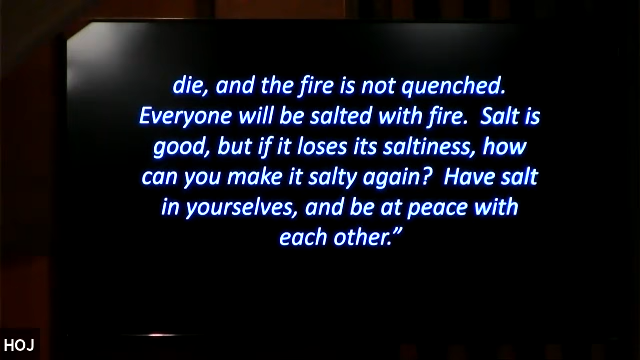 die, and the fire is not quenched.
Everyone will be salted with fire.  Salt is
good, but if it loses its saltiness, how
can you make it salty again?  Have salt
in yourselves, and be at peace with
each other.”
HOJ